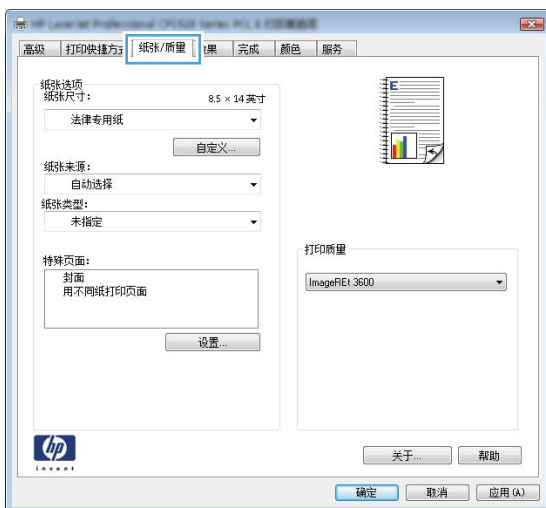 高级 打印快捷方式 纸张/质量 果 完成 颜色 服务
纸张选项
纸张尺寸: 8.5 × 14 英寸
法律专用纸
自定义...
纸张来源:
自动选择
纸张类型:
未指定
特殊页面:
封面
用不同纸打印页面
设置...
E
打印质量
ImageREt 3600
hp
invent
关于... 帮助
确定 取消 应用(A)